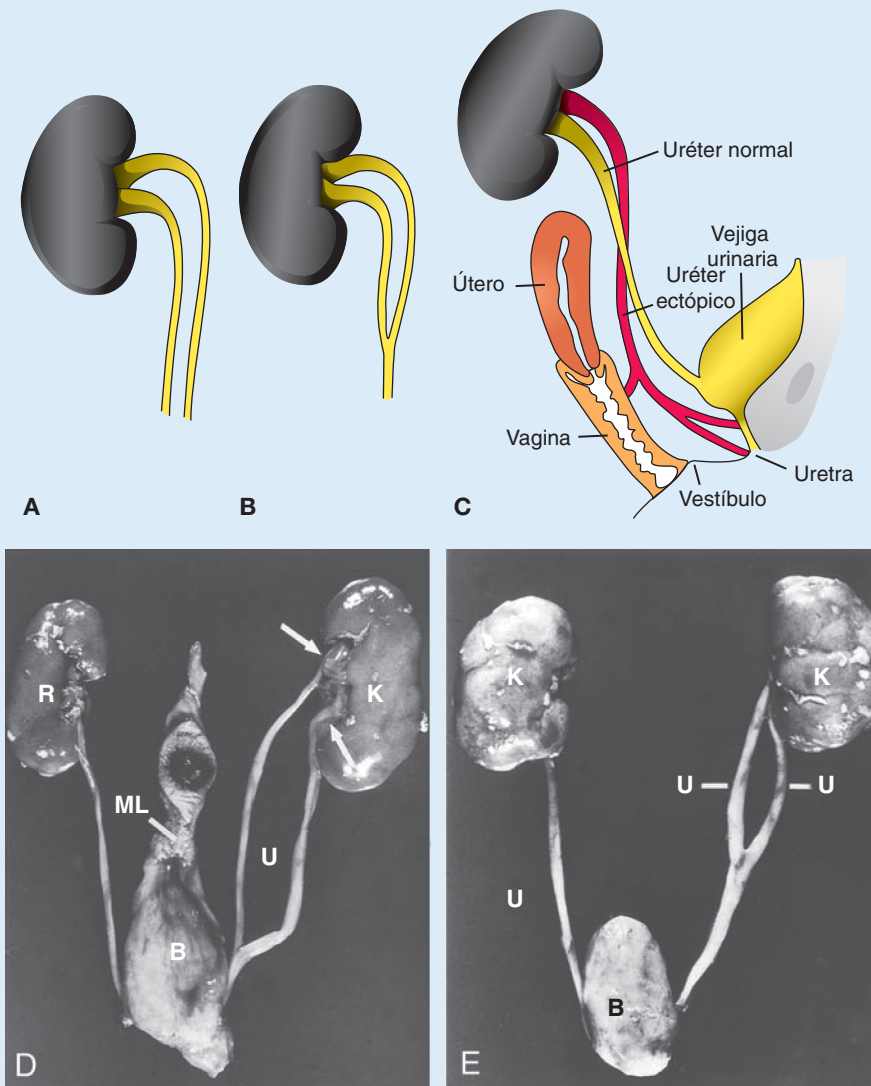 Uréter normal
Vejiga
urinaria
Útero
Uréter
ectópico
Vagina
Uretra
Vestíbulo
A
B
C
R
K
ML
U
B
D
K
K
U
U
U
B
E